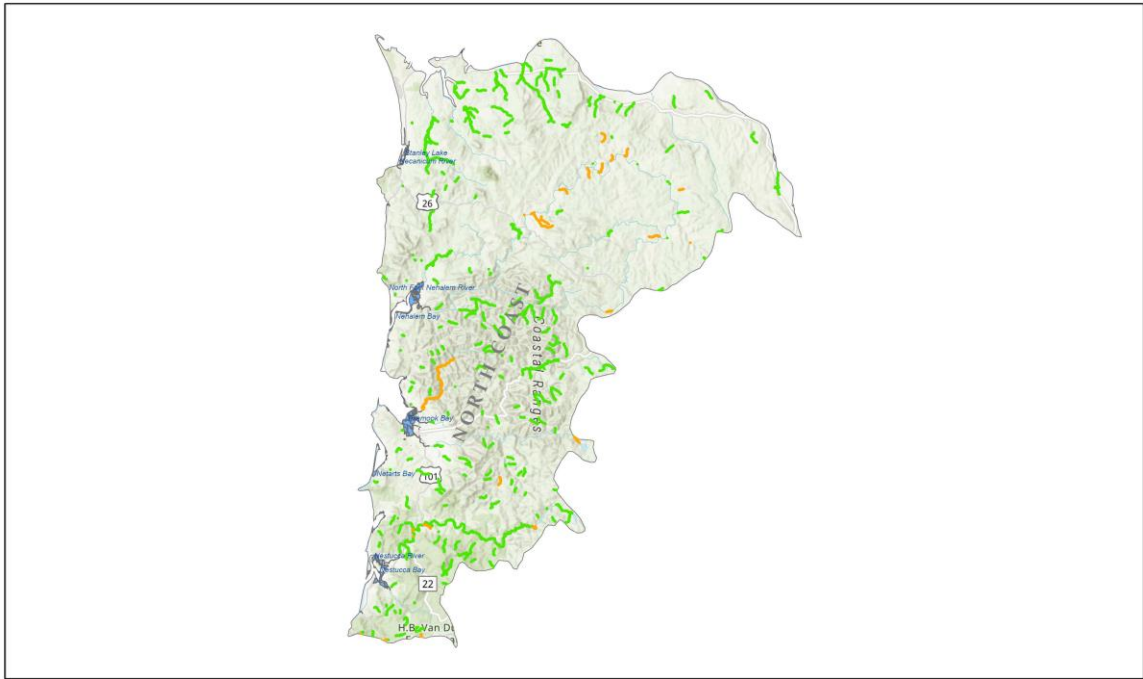 Stanley Lake
Necanicum River
26
North Fork Nehalem River
Nehalem Bay
NORTH COAST
Coastal Ranges
Bay
Netarts Bay
101
Nestucca River
Nestucca Bay
22
H.B. Van Du